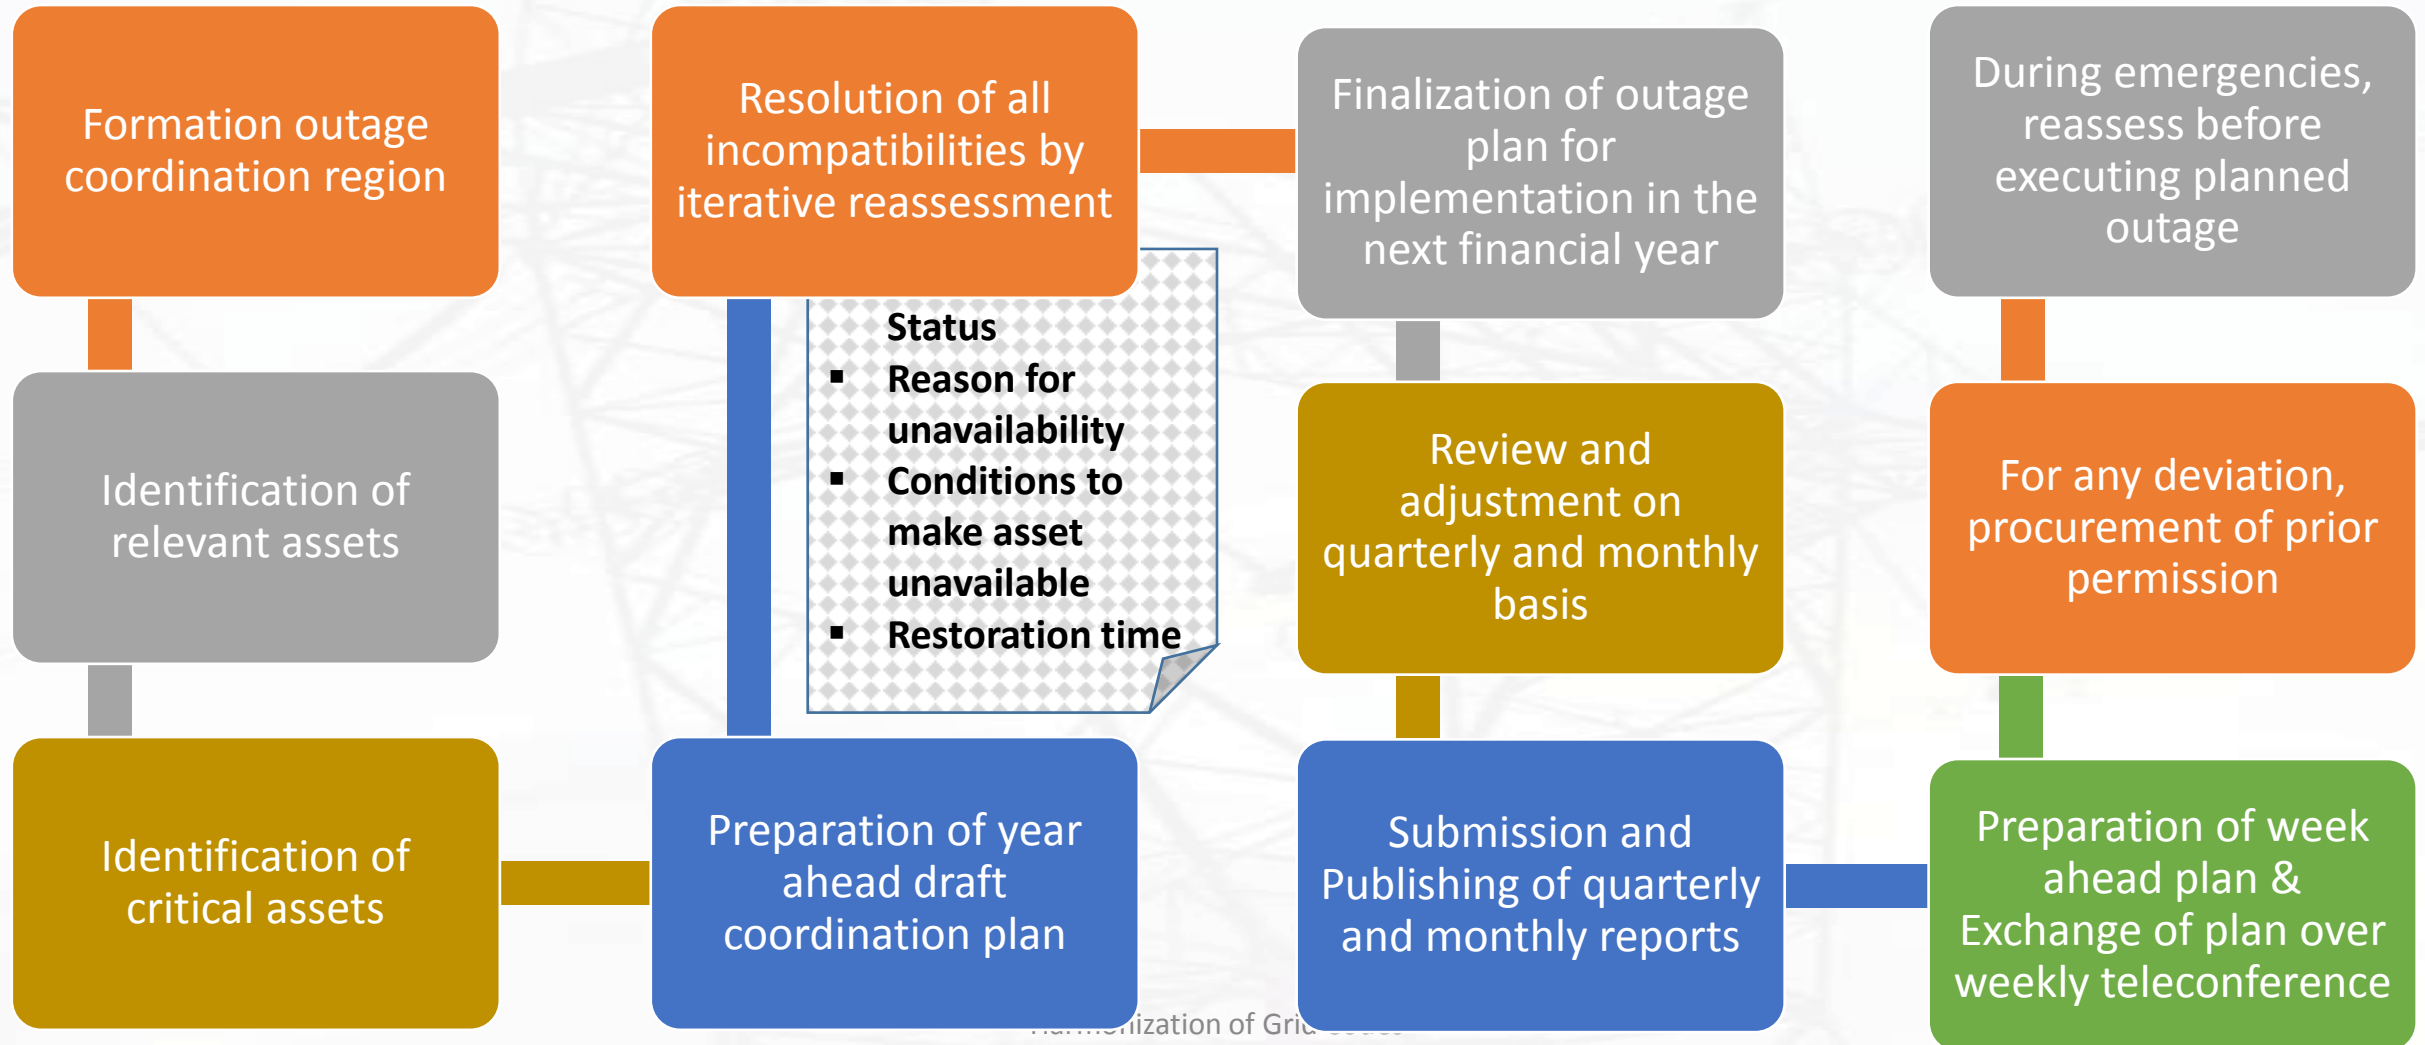 Formation outage
coordination region
Identification of
relevant assets
Identification of
critical assets
Preparation of year
ahead draft
coordination plan
Resolution of all
incompatibilities by
iterative reassessment
Status
▪ Reason for
unavailability
▪ Conditions to
make asset
unavailable
▪ Restoration time
Finalization of outage
plan for
implementation in the
next financial year
Review and
adjustment on
quarterly and monthly
basis
Submission and
Publishing of quarterly
and monthly reports
Preparation of week
ahead plan &
Exchange of plan over
weekly teleconference
For any deviation,
procurement of prior
permission
During emergencies,
reassess before
executing planned
outage
Harmonization of Grid